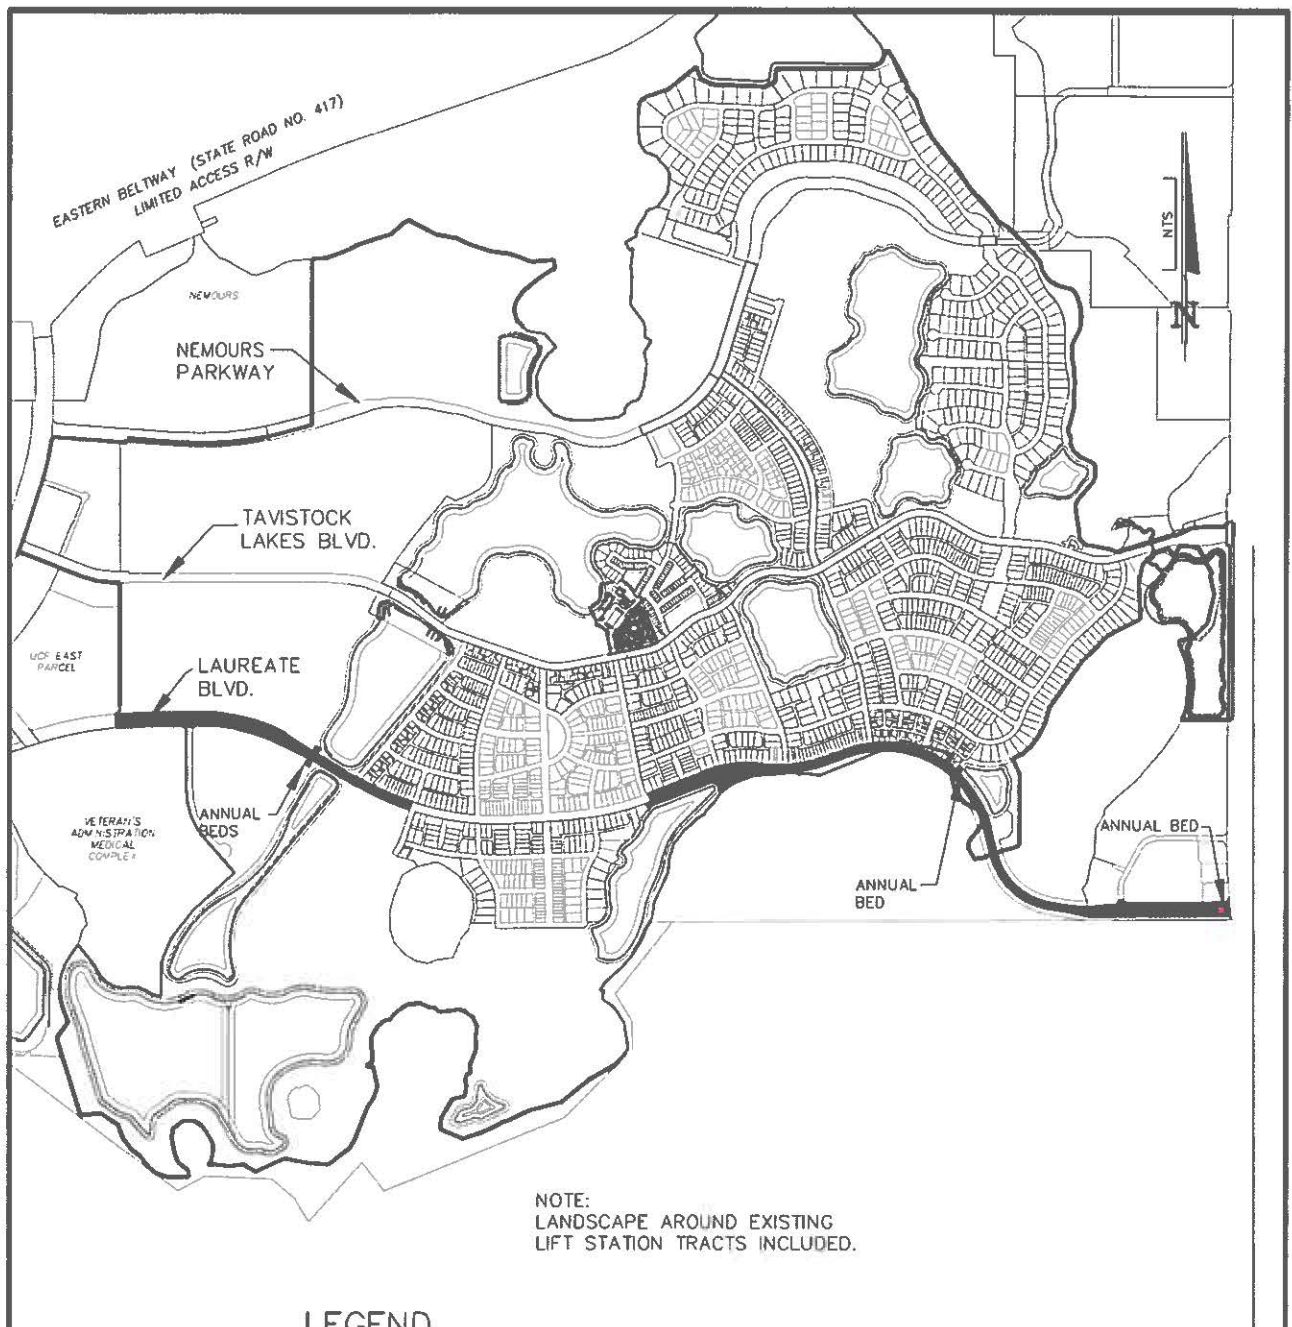 EASTERN BELTWAY (STATE ROAD NO. 417)
LIMITED ACCESS R/W
NTS
N
NEMOURS
NEMOURS
PARKWAY
TAVISTOCK
LAKES BLVD.
UCF EAST
PARCEL
LAUREATE
BLVD.
ANNUAL
BEDS
VETERAN'S
ADMINISTRATION
MEDICAL
COMPLEX
ANNUAL BED
ANNUAL
BED
NOTE:
LANDSCAPE AROUND EXISTING
LIFT STATION TRACTS INCLUDED.
LEGEND